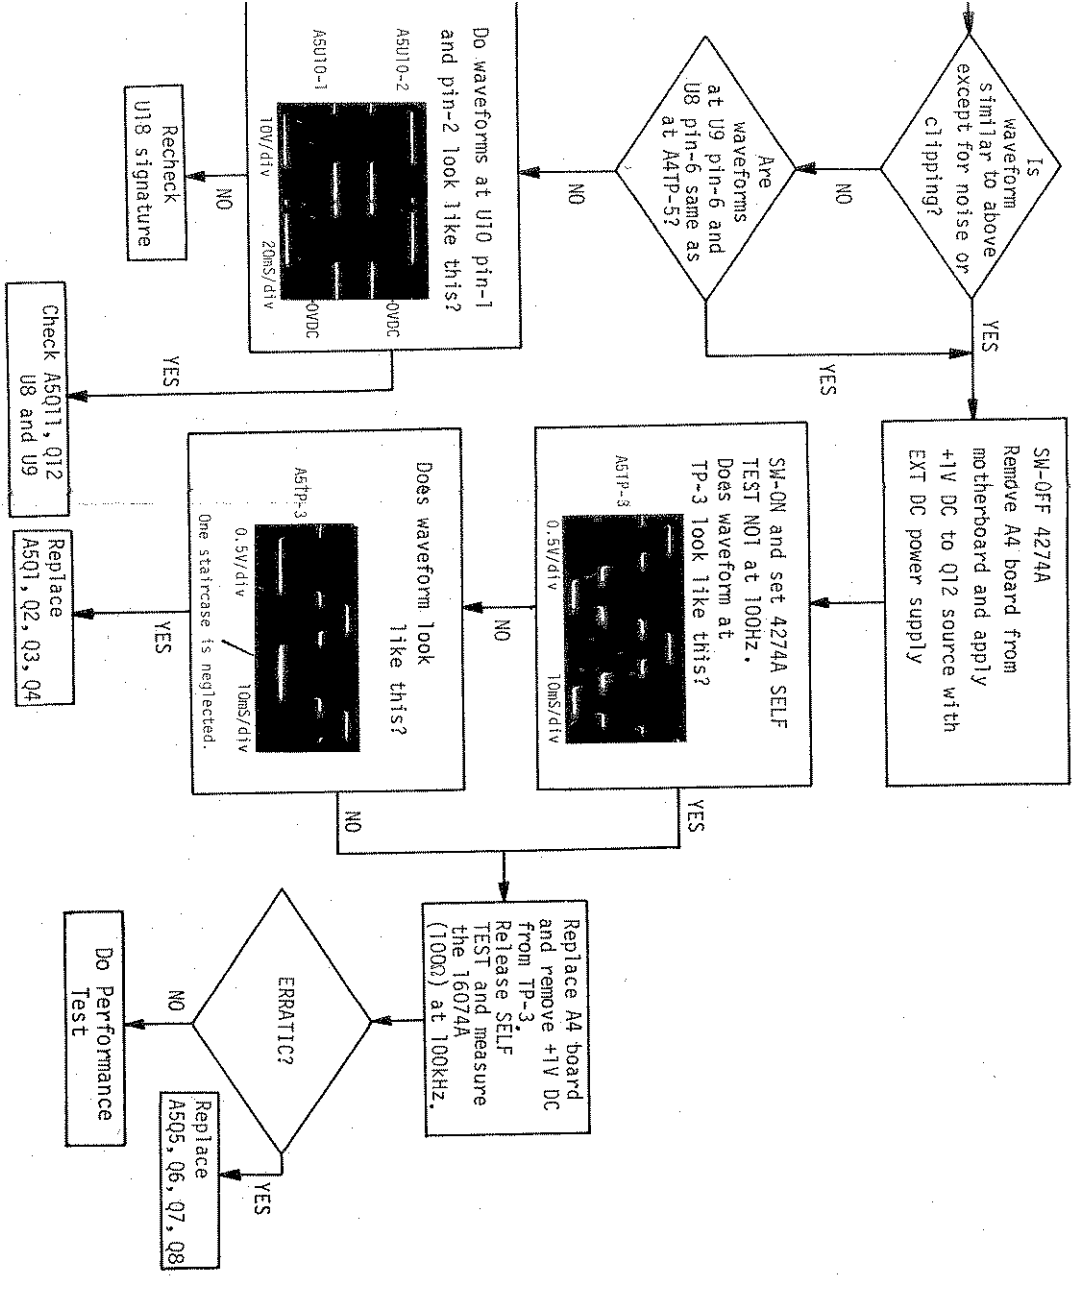 Is
waveform
similar to above
except for noise or
clipping?
YES
NO
Are
waveforms
at U9 pin-6 and
U8 pin-6 same as
at A4TP-5?
YES
NO
Do waveforms at U10 pin-1
and pin-2 look like this?
A5U10-2
A5U10-1
0VDC
0VDC
10V/div
20mS/div
NO
YES
Recheck
U18 signature
Check A5Q11, Q12
U8 and U9
SW-OFF 4274A
Remove A4 board from
motherboard and apply
+1V DC to Q12 source with
EXT DC power supply
SW-ON and set 4274A SELF
TEST NO1 at 100Hz.
Does waveform at
TP-3 look like this?
A5TP-3
0.5V/div
10mS/div
YES
NO
Does waveform look
like this?
A5TP-3
0.5V/div
10mS/div
One staircase is neglected.
NO
YES
Replace
A5Q1, Q2, Q3, Q4
Replace A4 board
and remove +1V DC
from TP-3.
Release SELF
TEST and measure
the 16074A
(100Ω) at 100kHz.
ERRATIC?
YES
NO
Replace
A5Q5, Q6, Q7, Q8
Do Performance
Test